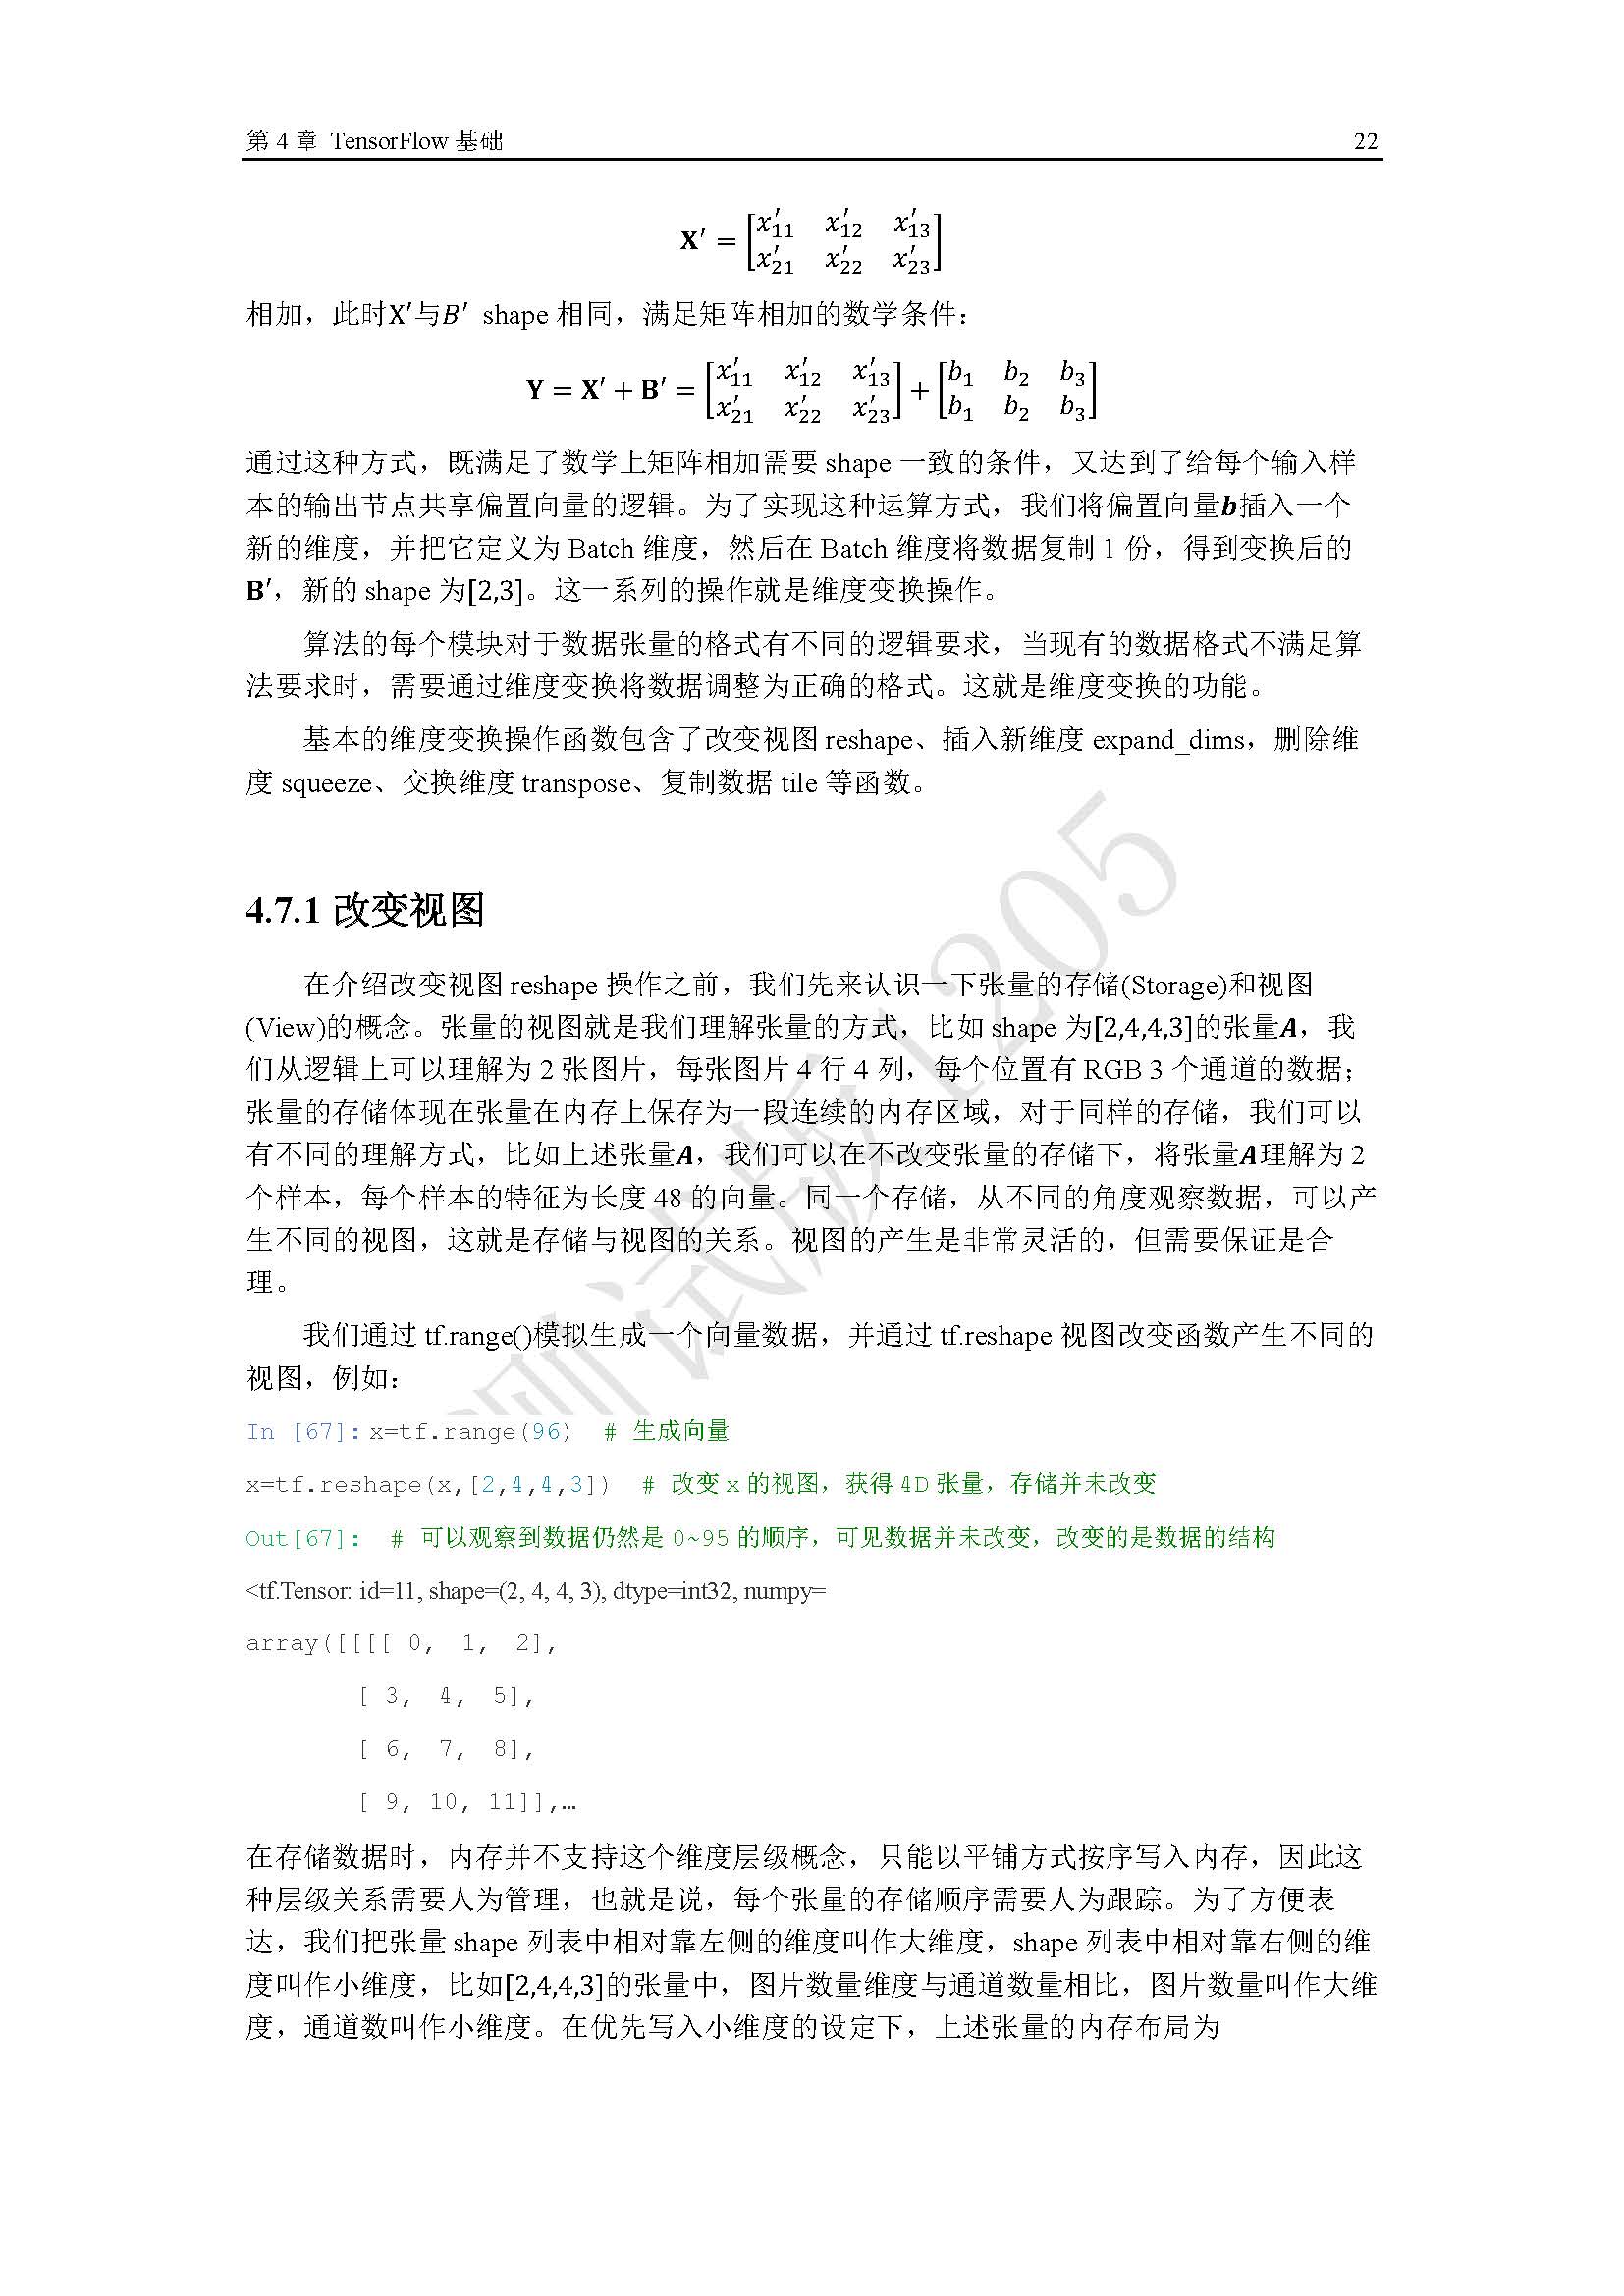 第 4 章 TensorFlow 基础 22
X′ = [x′11 x′12 x′13
x′21 x′22 x′23]
相加，此时X′与B′ shape 相同，满足矩阵相加的数学条件：
Y = X′ + B′ = [x′11 x′12 x′13
x′21 x′22 x′23] + [b1 b2 b3
b1 b2 b3]
通过这种方式，既满足了数学上矩阵相加需要 shape 一致的条件，又达到了给每个输入样
本的输出节点共享偏置向量的逻辑。为了实现这种运算方式，我们将偏置向量b插入一个
新的维度，并把它定义为 Batch 维度，然后在 Batch 维度将数据复制 1 份，得到变换后的
B′，新的 shape 为[2,3]。这一系列的操作就是维度变换操作。
算法的每个模块对于数据张量的格式有不同的逻辑要求，当现有的数据格式不满足算
法要求时，需要通过维度变换将数据调整为正确的格式。这就是维度变换的功能。
基本的维度变换操作函数包含了改变视图 reshape、插入新维度 expand_dims，删除维
度 squeeze、交换维度 transpose、复制数据 tile 等函数。
4.7.1 改变视图
在介绍改变视图 reshape 操作之前，我们先来认识一下张量的存储(Storage)和视图
(View)的概念。张量的视图就是我们理解张量的方式，比如 shape 为[2,4,4,3]的张量A，我
们从逻辑上可以理解为 2 张图片，每张图片 4 行 4 列，每个位置有 RGB 3 个通道的数据；
张量的存储体现在张量在内存上保存为一段连续的内存区域，对于同样的存储，我们可以
有不同的理解方式，比如上述张量A，我们可以在不改变张量的存储下，将张量A理解为 2
个样本，每个样本的特征为长度 48 的向量。同一个存储，从不同的角度观察数据，可以产
生不同的视图，这就是存储与视图的关系。视图的产生是非常灵活的，但需要保证是合
理。
我们通过 tf.range()模拟生成一个向量数据，并通过 tf.reshape 视图改变函数产生不同的
视图，例如：
In [67]: x=tf.range(96) # 生成向量
x=tf.reshape(x,[2,4,4,3]) # 改变 x 的视图，获得 4D 张量，存储并未改变
Out[67]: # 可以观察到数据仍然是 0~95 的顺序，可见数据并未改变，改变的是数据的结构
<tf.Tensor: id=11, shape=(2, 4, 4, 3), dtype=int32, numpy=
array([[[[ 0, 1, 2],
[ 3, 4, 5],
[ 6, 7, 8],
[ 9, 10, 11]],…
在存储数据时，内存并不支持这个维度层级概念，只能以平铺方式按序写入内存，因此这
种层级关系需要人为管理，也就是说，每个张量的存储顺序需要人为跟踪。为了方便表
达，我们把张量 shape 列表中相对靠左侧的维度叫作大维度，shape 列表中相对靠右侧的维
度叫作小维度，比如[2,4,4,3]的张量中，图片数量维度与通道数量相比，图片数量叫作大维
度，通道数叫作小维度。在优先写入小维度的设定下，上述张量的内存布局为
测试版1205